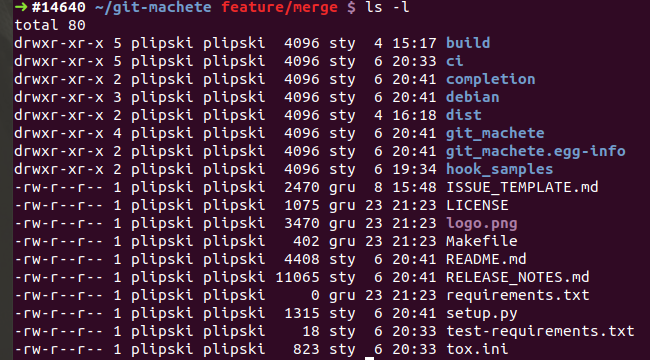 ➜ #14640 ~/git-machete feature/merge $ ls -l
total 80
drwxr-xr-x 5 plipski plipski  4096 sty  4 15:17 build
drwxr-xr-x 5 plipski plipski  4096 sty  6 20:33 ci
drwxr-xr-x 2 plipski plipski  4096 sty  6 20:41 completion
drwxr-xr-x 3 plipski plipski  4096 sty  6 20:41 debian
drwxr-xr-x 2 plipski plipski  4096 sty  4 16:18 dist
drwxr-xr-x 4 plipski plipski  4096 sty  6 20:41 git_machete
drwxr-xr-x 2 plipski plipski  4096 sty  6 20:41 git_machete.egg-info
drwxr-xr-x 2 plipski plipski  4096 sty  6 19:34 hook_samples
-rw-r--r-- 1 plipski plipski  2470 gru  8 15:48 ISSUE_TEMPLATE.md
-rw-r--r-- 1 plipski plipski  1075 gru 23 21:23 LICENSE
-rw-r--r-- 1 plipski plipski  3470 gru 23 21:23 logo.png
-rw-r--r-- 1 plipski plipski   402 gru 23 21:23 Makefile
-rw-r--r-- 1 plipski plipski  4408 sty  6 20:41 README.md
-rw-r--r-- 1 plipski plipski 11065 sty  6 20:41 RELEASE_NOTES.md
-rw-r--r-- 1 plipski plipski     0 gru 23 21:23 requirements.txt
-rw-r--r-- 1 plipski plipski  1315 sty  6 20:41 setup.py
-rw-r--r-- 1 plipski plipski    18 sty  6 20:33 test-requirements.txt
-rw-r--r-- 1 plipski plipski   823 sty  6 20:33 tox.ini